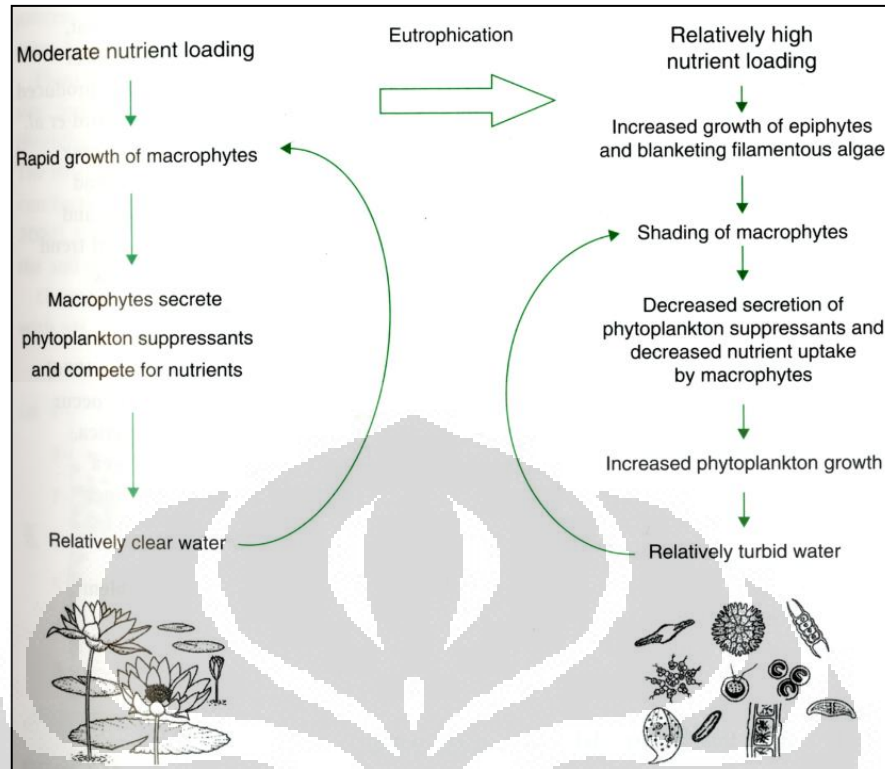 Moderate nutrient loading
Rapid growth of macrophytes
Macrophytes secrete
phytoplankton suppressants
and compete for nutrients
Relatively clear water
Eutrophication
Relatively high
nutrient loading
Increased growth of epiphytes
and blanketing filamentous algae
Shading of macrophytes
Decreased secretion of
phytoplankton suppressants and
decreased nutrient uptake
by macrophytes
Increased phytoplankton growth
Relatively turbid water